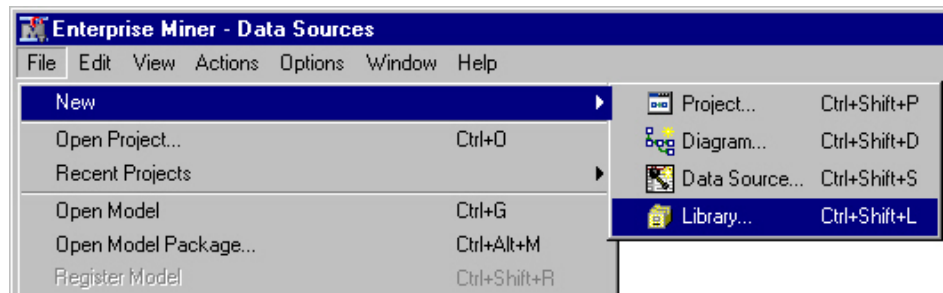 Enterprise Miner - Data Sources
File Edit View Actions Options Window Help
New
Project... Ctrl+Shift+P
Open Project... Ctrl+O
Diagram... Ctrl+Shift+D
Recent Projects
Data Source... Ctrl+Shift+S
Open Model Ctrl+G
Library... Ctrl+Shift+L
Open Model Package... Ctrl+Alt+M
Register Model Ctrl+Shift+R